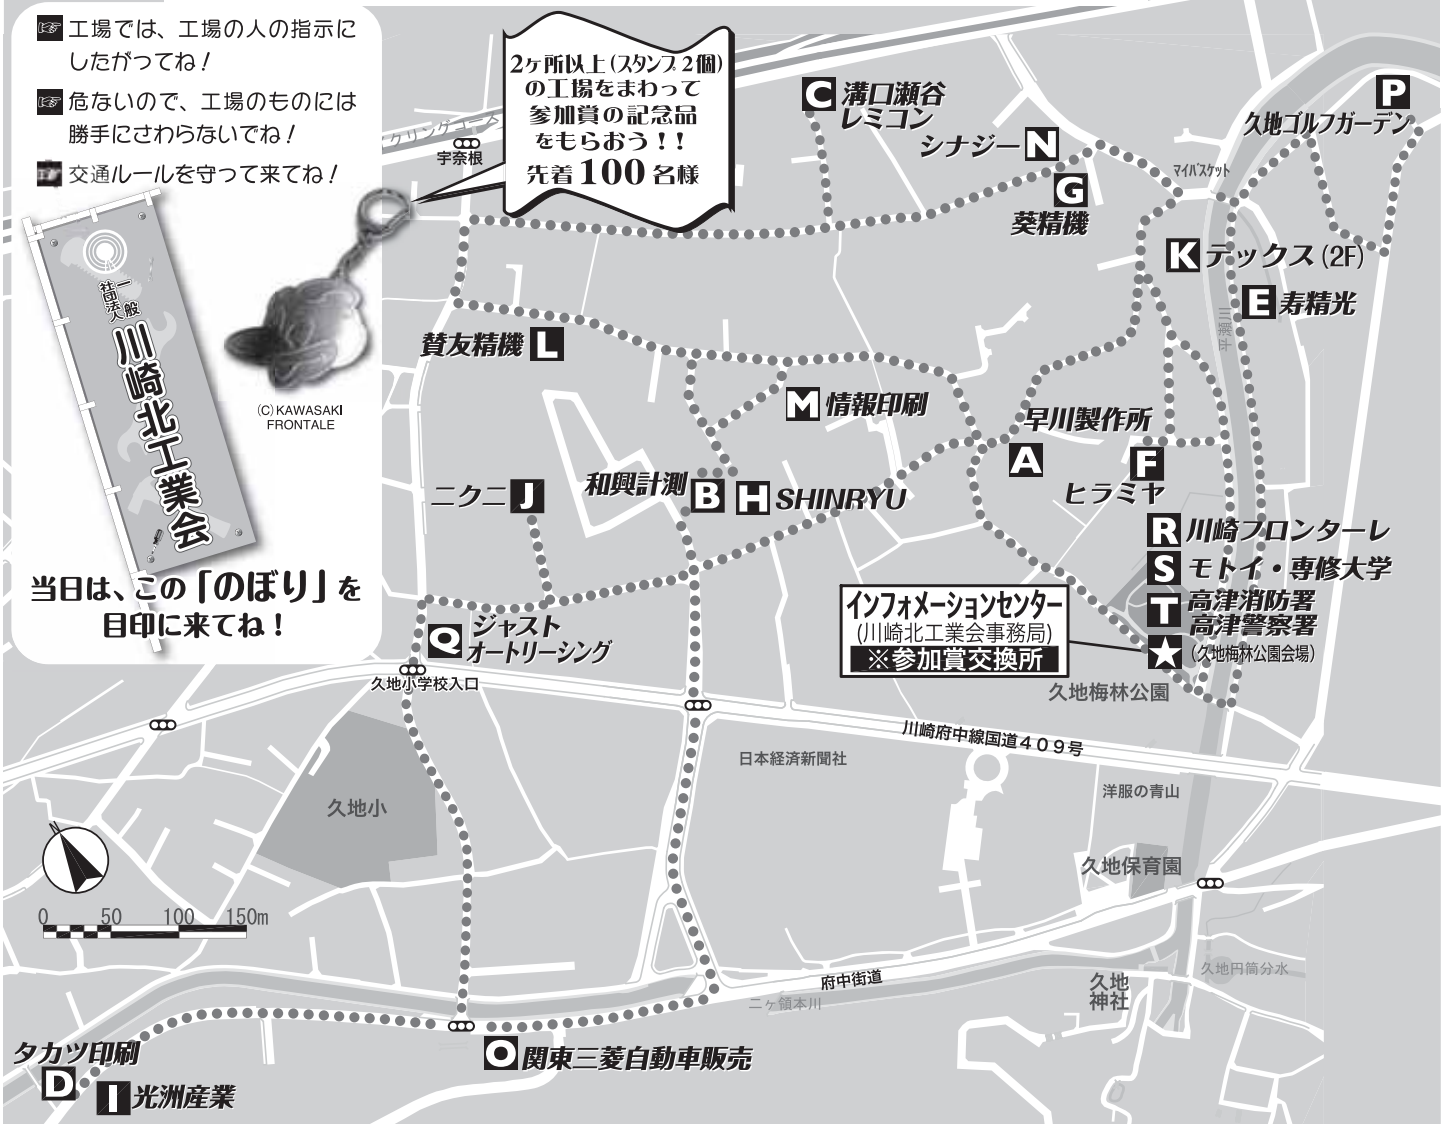 工場では、工場の人の指示に
したがってね！
危ないので、工場のものには
勝手にさわらないでね！
交通ルールを守って来てね！
一般
社団法人
川崎北工業会
(C)KAWASAKI
FRONTALE
当日は、この「のぼり」を
目印に来てね！
2ヶ所以上(スタンプ2個)
の工場をまわって
参加賞の記念品
をもらおう！！
先着100名様
クリングコース
宇奈根
C 溝口瀬谷
レミコン
シナジー N
G
葵精機
P
久地ゴルフガーデン
マイバスケット
K テックス(2F)
E 寿精光
平瀬川
賛友精機 L
M 情報印刷
早川製作所
A
F
ヒラミヤ
ニクニ J
和興計測 B
H SHINRYU
R 川崎フロンターレ
S モトイ・専修大学
T 高津消防署
高津警察署
★ (久地梅林公園会場)
インフォメーションセンター
(川崎北工業会事務局)
※参加賞交換所
久地梅林公園
Q ジャスト
オートリーシング
久地小学校入口
川崎府中線国道409号
日本経済新聞社
洋服の青山
久地小
久地保育園
0 50 100 150m
府中街道
二ヶ領本川
久地
神社
久地円筒分水
タカツ印刷
D
I 光洲産業
O 関東三菱自動車販売